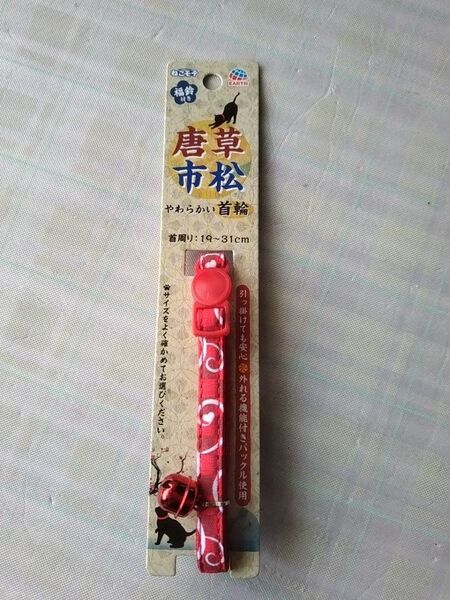 ねこモテ
EARTH
福鈴
付き
唐草
市松
やわらかい首輪
首周り:19~31cm
引っ掛けても安心 外れる機能付きバックル使用
サイズをよく確かめてお選びください。